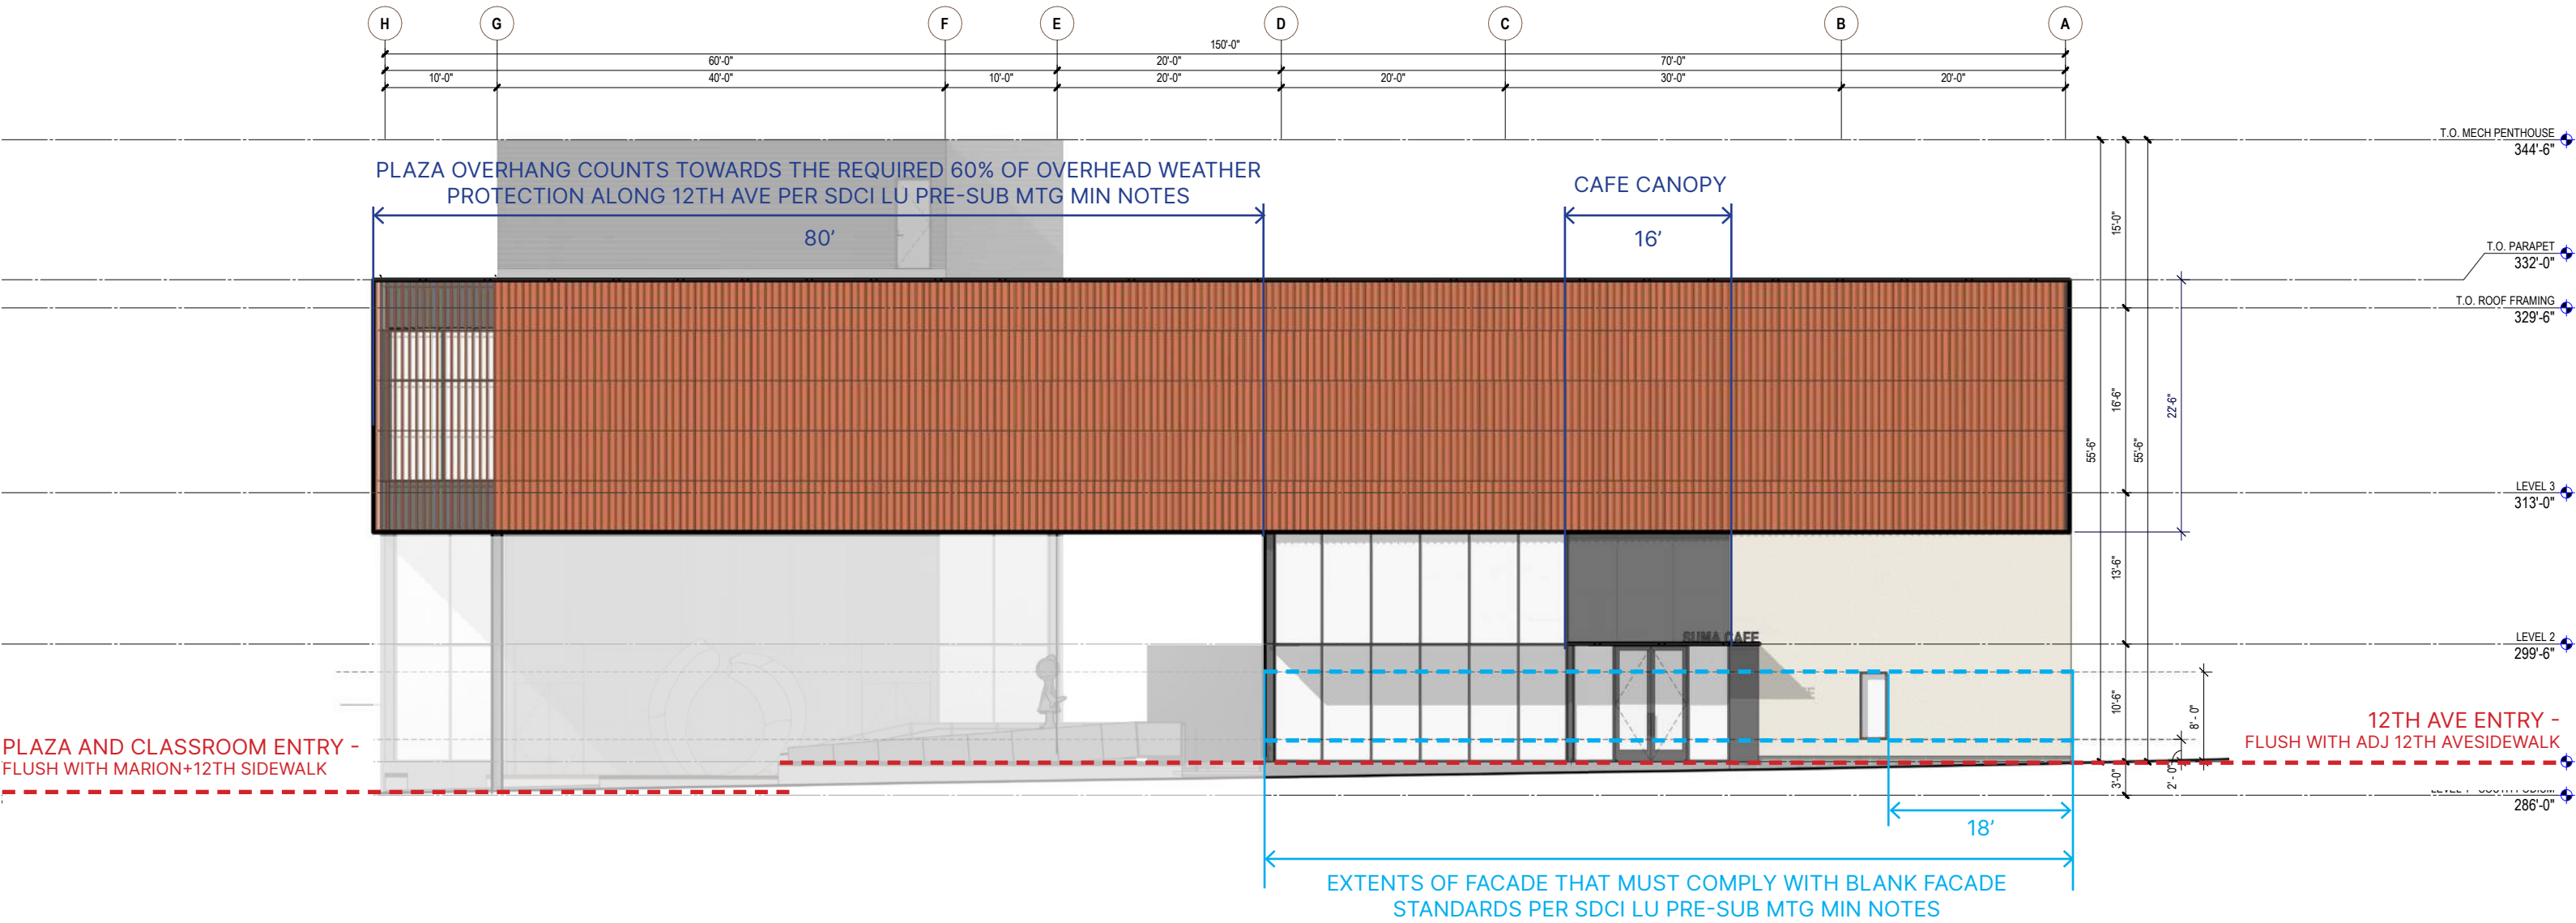 H G F E D C B A
150'-0"
60'-0" 20'-0" 70'-0"
10'-0" 40'-0" 10'-0" 20'-0" 20'-0" 30'-0" 20'-0"
T.O. MECH PENTHOUSE
344'-6"
PLAZA OVERHANG COUNTS TOWARDS THE REQUIRED 60% OF OVERHEAD WEATHER
PROTECTION ALONG 12TH AVE PER SDCI LU PRE-SUB MTG MIN NOTES
80’
CAFE CANOPY
16’
15'-0"
T.O. PARAPET
332'-0"
T.O. ROOF FRAMING
329'-6"
16'-6"
22'-6"
55'-6"
55'-6"
LEVEL 3
313'-0"
13'-6"
SUMA CAFE
LEVEL 2
299'-6"
10'-6"
8' - 0"
PLAZA AND CLASSROOM ENTRY -
FLUSH WITH MARION+12TH SIDEWALK
12TH AVE ENTRY -
FLUSH WITH ADJ 12TH AVESIDEWALK
3'-0"
2' - 0"
286'-0"
18’
EXTENTS OF FACADE THAT MUST COMPLY WITH BLANK FACADE
STANDARDS PER SDCI LU PRE-SUB MTG MIN NOTES